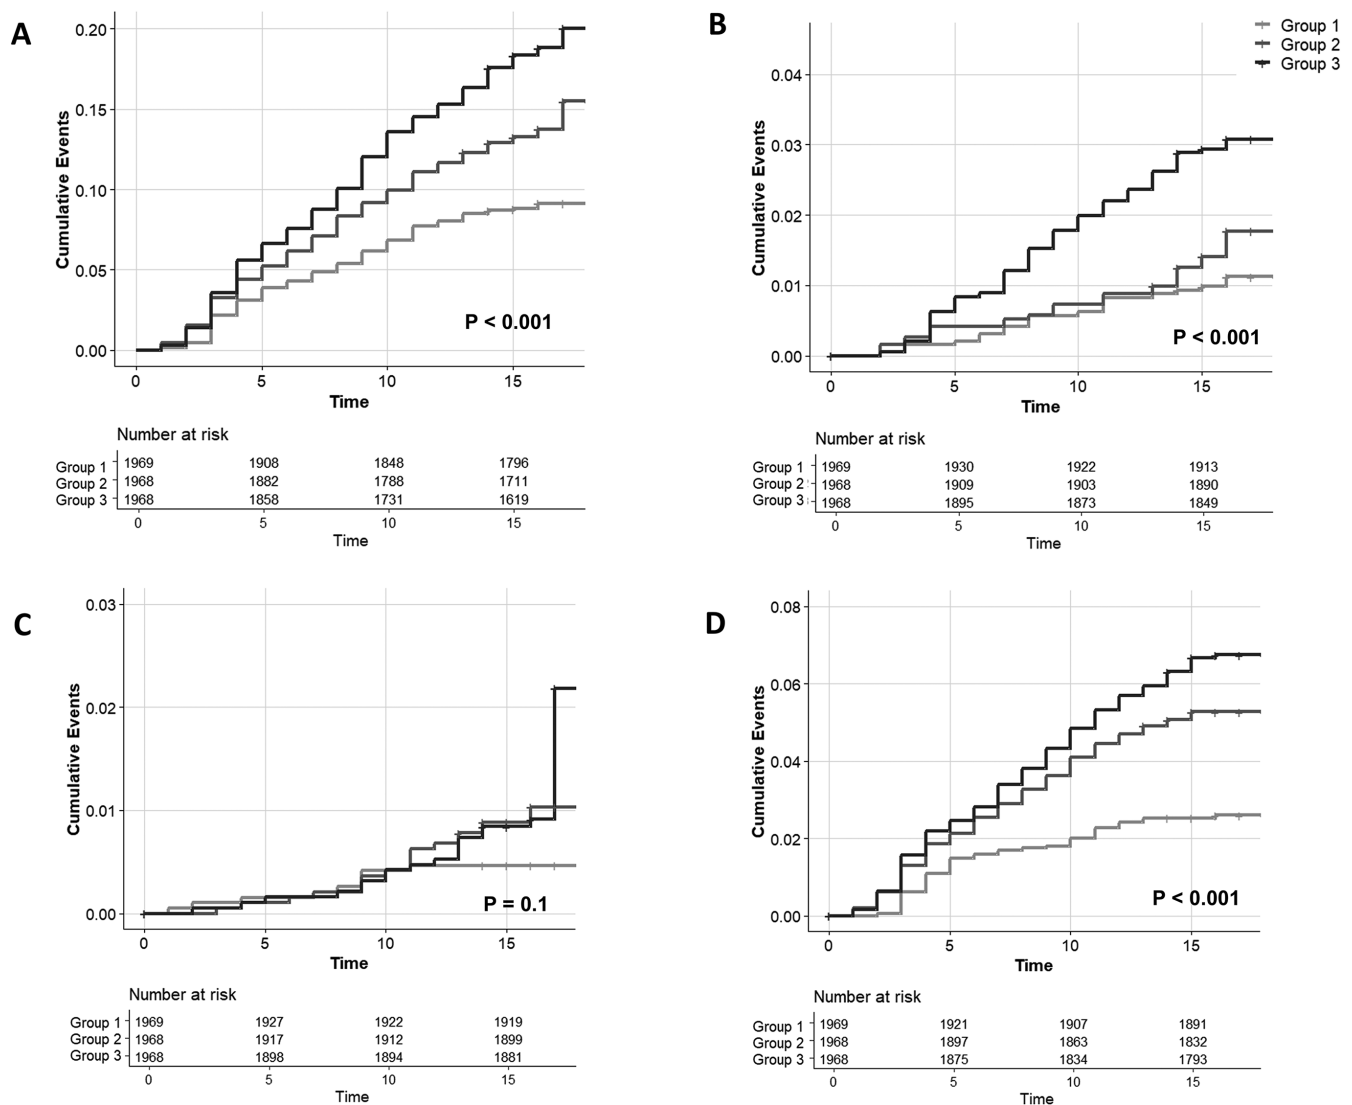 A
Cumulative Events
0.20
0.15
0.10
0.05
0.00
P < 0.001
0 5 10 15
Time
Number at risk
Group 1 1969 1908 1848 1796
Group 2 1968 1882 1788 1711
Group 3 1968 1858 1731 1619
0 5 10 15
Time
B
Group 1
Group 2
Group 3
Cumulative Events
0.04
0.03
0.02
0.01
0.00
P < 0.001
0 5 10 15
Time
Number at risk
Group 1 1969 1930 1922 1913
Group 2 1968 1909 1903 1890
Group 3 1968 1895 1873 1849
0 5 10 15
Time
C
Cumulative Events
0.03
0.02
0.01
0.00
P = 0.1
0 5 10 15
Time
Number at risk
Group 1 1969 1927 1922 1919
Group 2 1968 1917 1912 1899
Group 3 1968 1898 1894 1881
0 5 10 15
Time
D
Cumulative Events
0.08
0.06
0.04
0.02
0.00
P < 0.001
0 5 10 15
Time
Number at risk
Group 1 1969 1921 1907 1891
Group 2 1968 1897 1863 1832
Group 3 1968 1875 1834 1793
0 5 10 15
Time